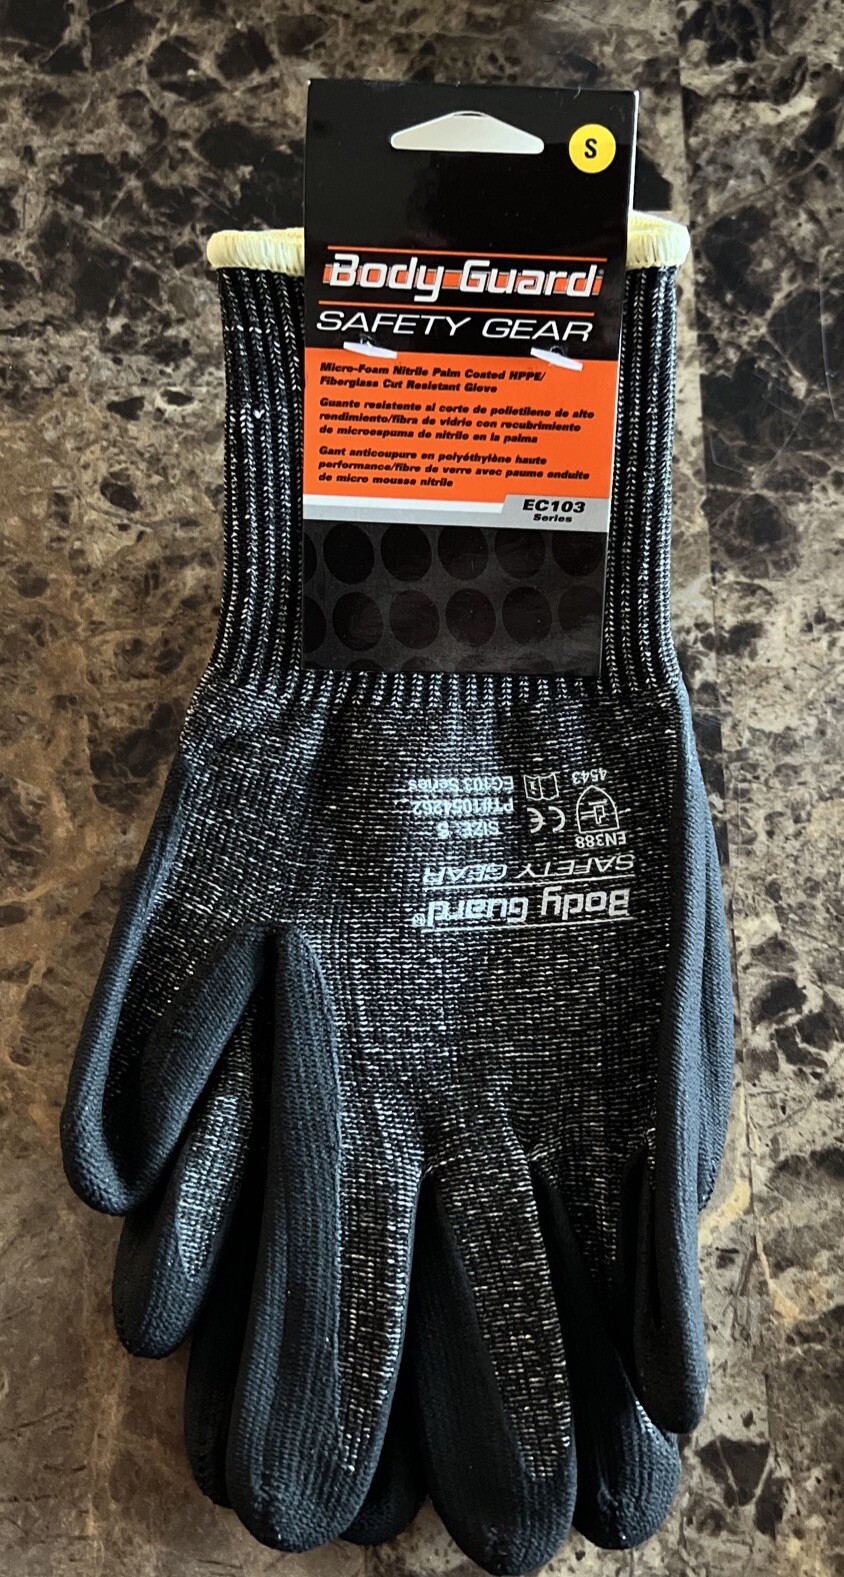 S
Body Guard®
SAFETY GEAR
Micro-Foam Nitrile Palm Coated HPPE/
Fiberglass Cut Resistant Glove
Guante resistente al corte de polietileno de alto
rendimiento/fibra de vidrio con recubrimiento
de microespuma de nitrilo en la palma
Gant anticoupure en polyéthylène haute
performance/fibre de verre avec paume enduite
de micro mousse nitrile
EC103
Series
Body Guard®
SAFETY GEAR
EN388
SIZE: S
CE
PT#1054262
EC103 Series
4543